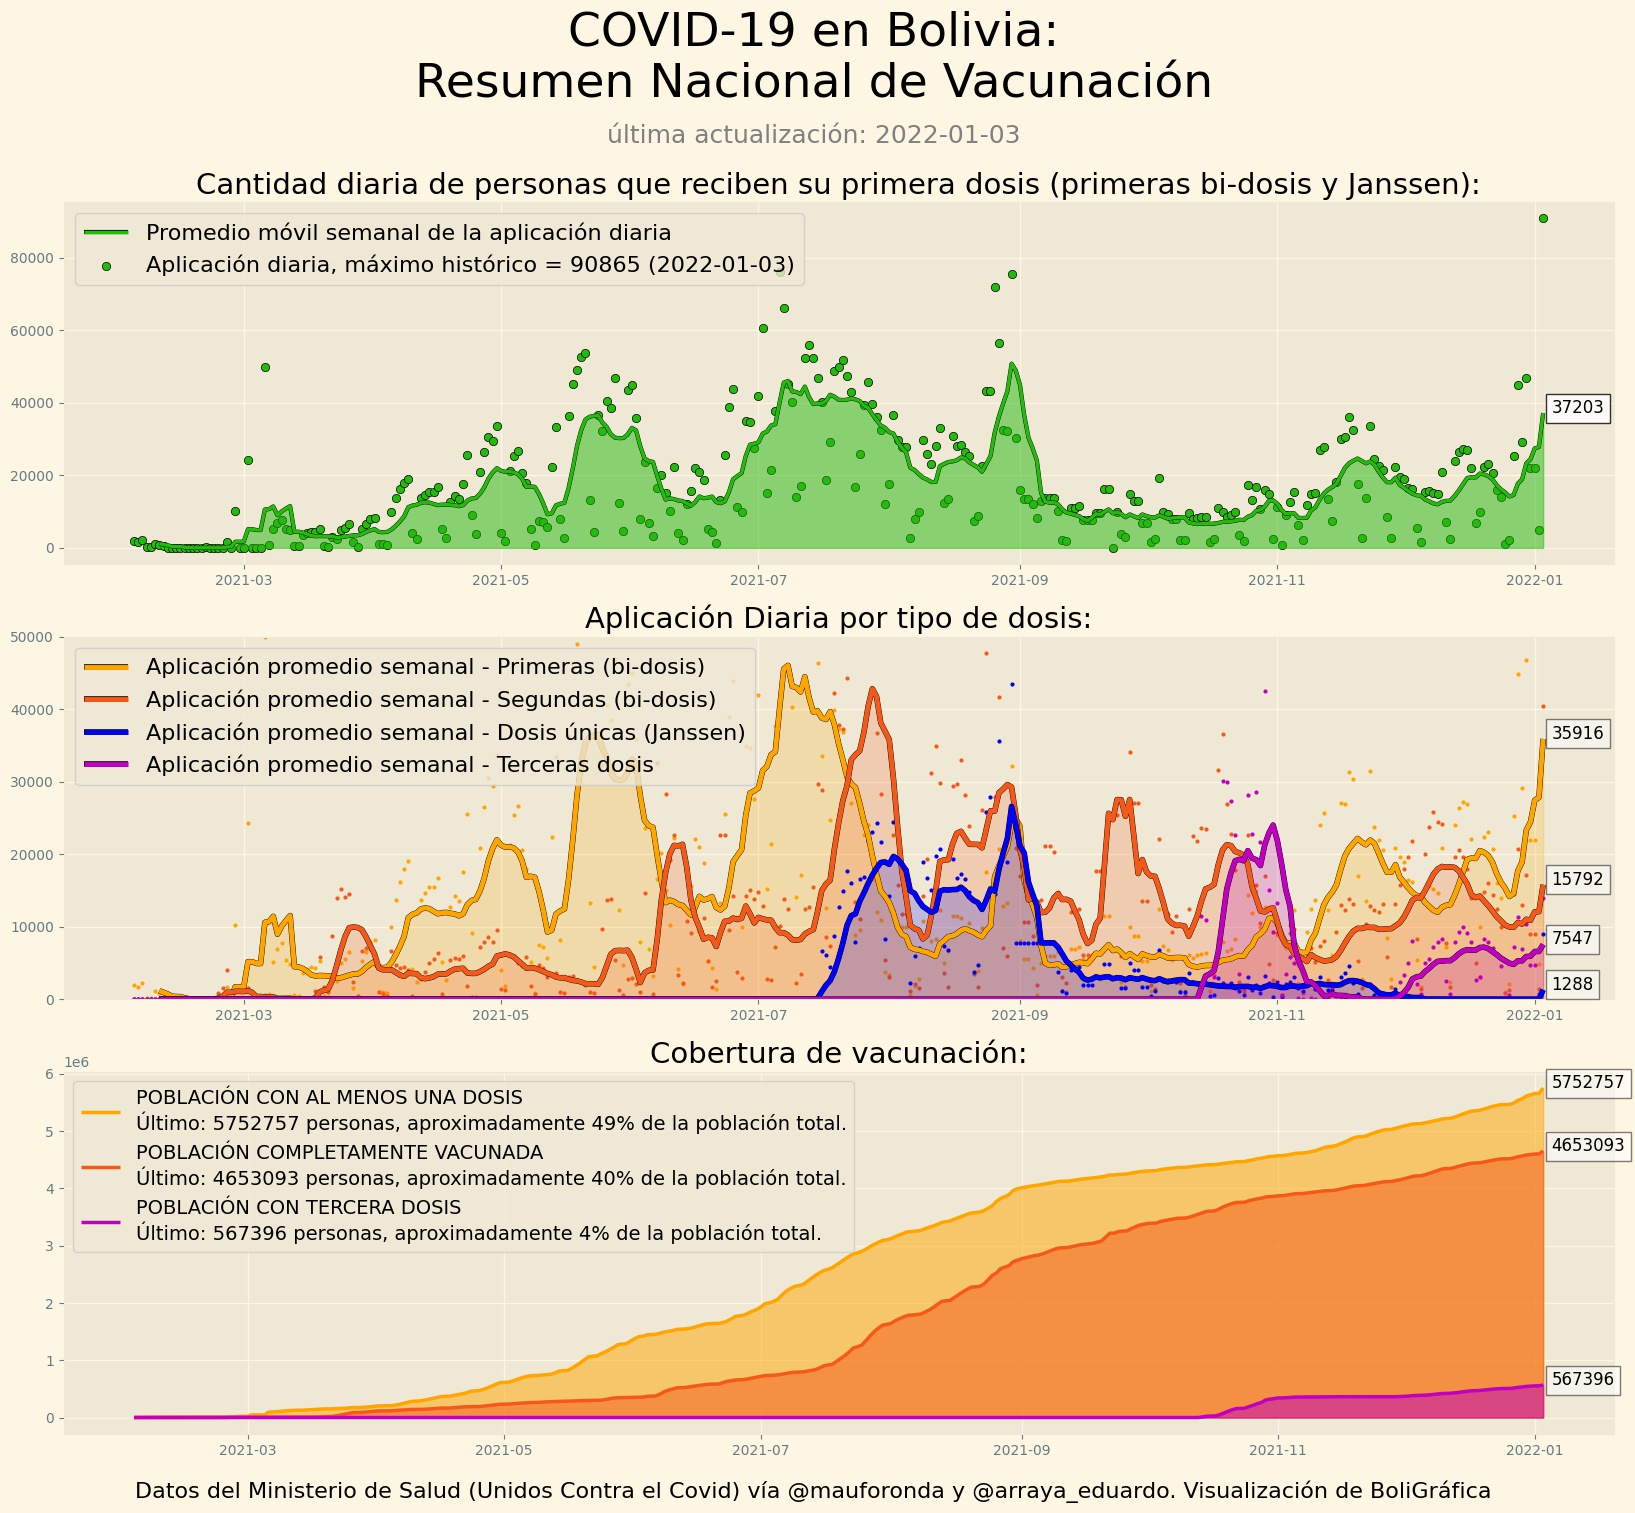 COVID-19 en Bolivia:
Resumen Nacional de Vacunación
última actualización: 2022-01-03
Cantidad diaria de personas que reciben su primera dosis (primeras bi-dosis y Janssen):
Promedio móvil semanal de la aplicación diaria
Aplicación diaria, máximo histórico = 90865 (2022-01-03)
80000
60000
40000
20000
0
37203
2021-03 2021-05 2021-07 2021-09 2021-11 2022-01
Aplicación Diaria por tipo de dosis:
Aplicación promedio semanal - Primeras (bi-dosis)
Aplicación promedio semanal - Segundas (bi-dosis)
Aplicación promedio semanal - Dosis únicas (Janssen)
Aplicación promedio semanal - Terceras dosis
50000
40000
30000
20000
10000
0
35916
15792
7547
1288
2021-03 2021-05 2021-07 2021-09 2021-11 2022-01
Cobertura de vacunación:
1e6
POBLACIÓN CON AL MENOS UNA DOSIS
Último: 5752757 personas, aproximadamente 49% de la población total.
POBLACIÓN COMPLETAMENTE VACUNADA
Último: 4653093 personas, aproximadamente 40% de la población total.
POBLACIÓN CON TERCERA DOSIS
Último: 567396 personas, aproximadamente 4% de la población total.
6
5
4
3
2
1
0
5752757
4653093
567396
2021-03 2021-05 2021-07 2021-09 2021-11 2022-01
Datos del Ministerio de Salud (Unidos Contra el Covid) vía @mauforonda y @arraya_eduardo. Visualización de BoliGráfica